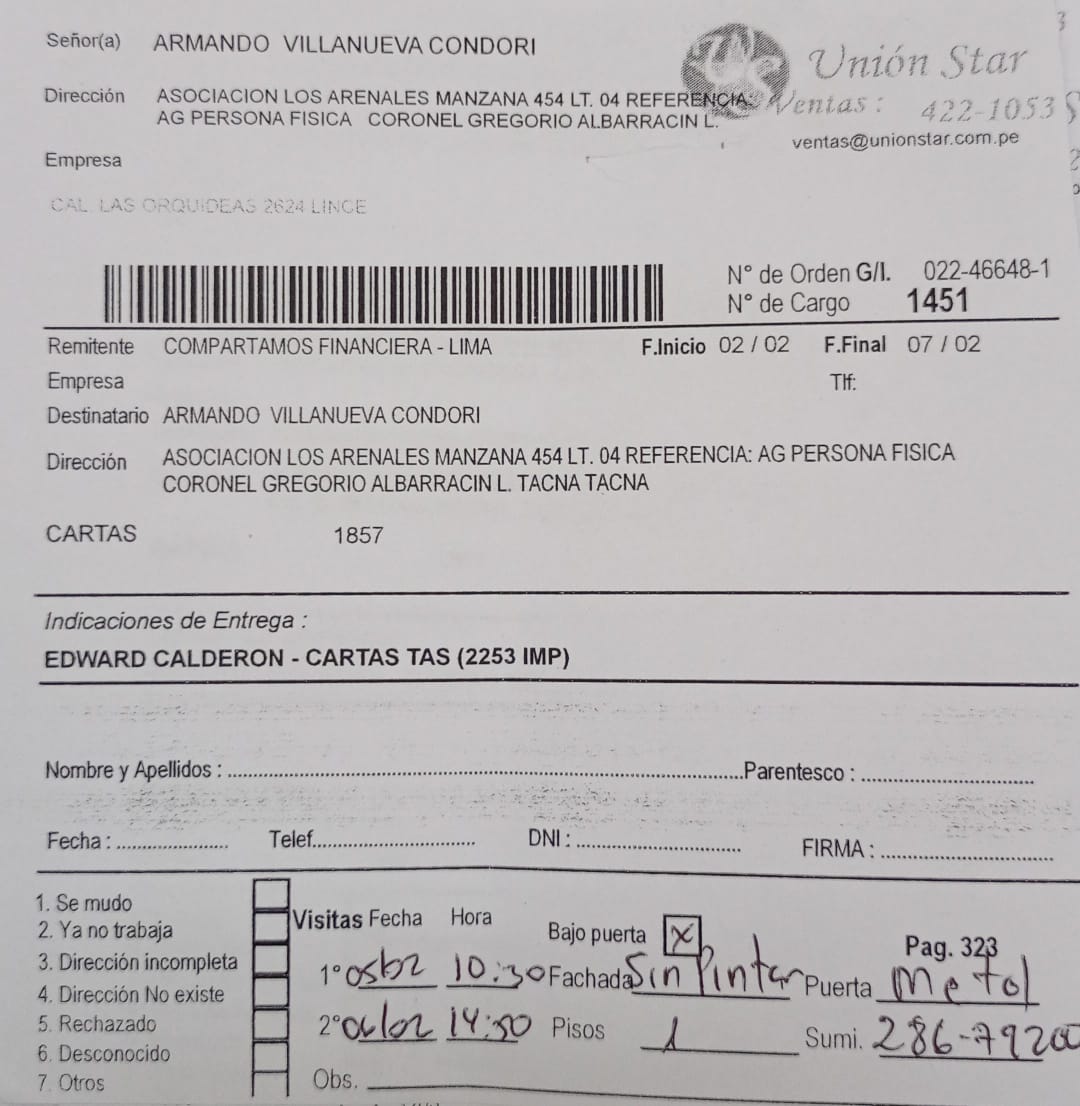 Señor(a) ARMANDO VILLANUEVA CONDORI
Unión Star
Dirección ASOCIACION LOS ARENALES MANZANA 454 LT. 04 REFERENCIA:
AG PERSONA FISICA CORONEL GREGORIO ALBARRACIN L.
Ventas: 422-1053
ventas@unionstar.com.pe
Empresa
CAL. LAS ORQUIDEAS 2624 LINCE
N° de Orden G/I. 022-46648-1
N° de Cargo 1451
Remitente COMPARTAMOS FINANCIERA - LIMA F.Inicio 02 / 02 F.Final 07 / 02
Empresa Tlf:
Destinatario ARMANDO VILLANUEVA CONDORI
Dirección ASOCIACION LOS ARENALES MANZANA 454 LT. 04 REFERENCIA: AG PERSONA FISICA
CORONEL GREGORIO ALBARRACIN L. TACNA TACNA
CARTAS 1857
Indicaciones de Entrega :
EDWARD CALDERON - CARTAS TAS (2253 IMP)
Nombre y Apellidos : Parentesco :
Fecha : Telef. DNI : FIRMA :
1. Se mudo
2. Ya no trabaja
3. Dirección incompleta
4. Dirección No existe
5. Rechazado
6. Desconocido
7. Otros
Visitas Fecha Hora
Bajo puerta X
Pag. 323
1° 05/02 10:30 Fachada Sin Pintar Puerta Metal
2° 06/02 Pisos 1 Sumi. 286-79200
Obs.